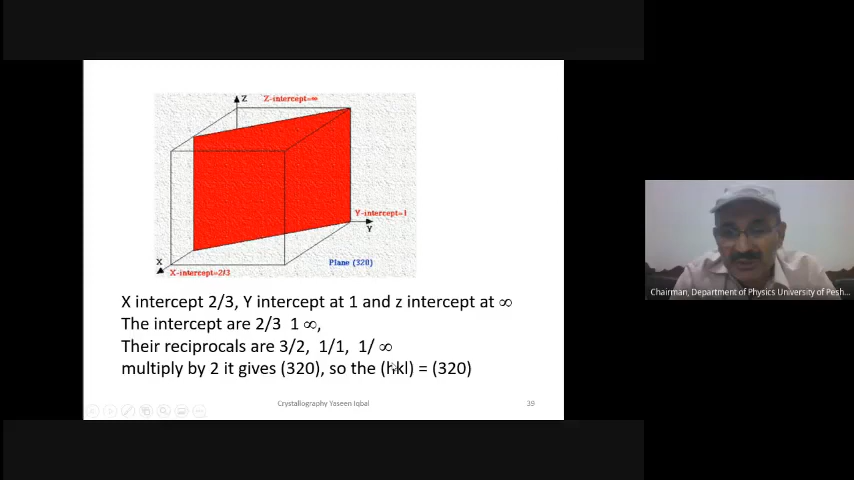 Z
Z-intercept=∞
Y-intercept=1
Y
X
X-intercept=2/3
Plane (320)
X intercept 2/3, Y intercept at 1 and z intercept at ∞
The intercept are 2/3 1 ∞,
Their reciprocals are 3/2, 1/1, 1/ ∞
multiply by 2 it gives (320), so the (hkl) = (320)
Crystallography Yaseen Iqbal
39
Chairman, Department of Physics University of Pesh...